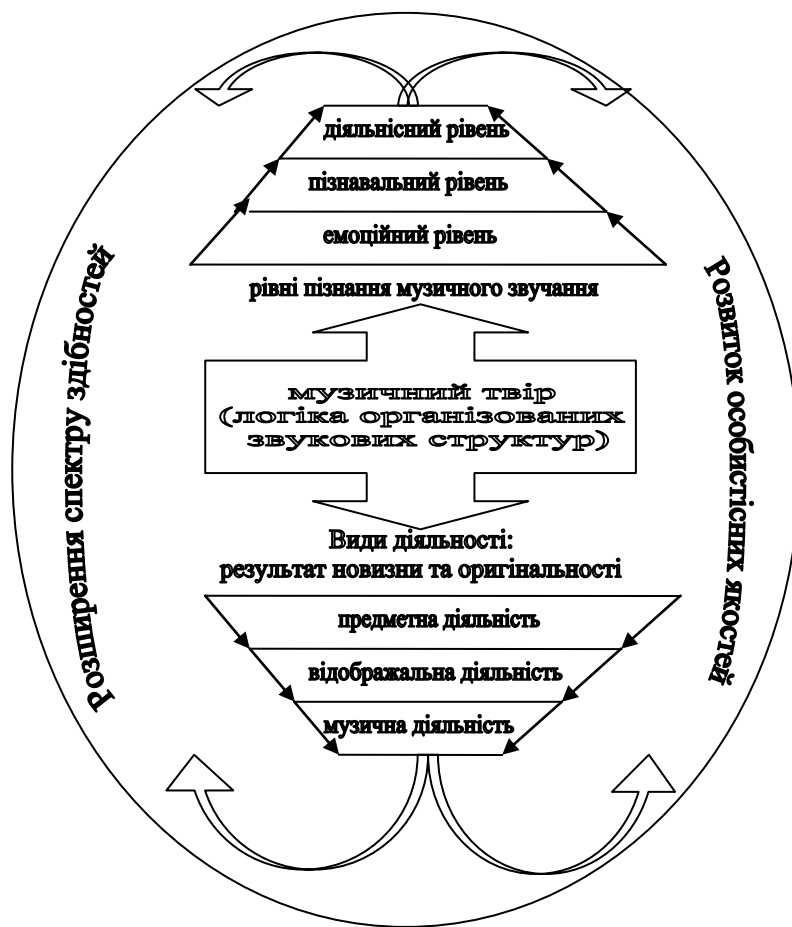 діяльнісний рівень
пізнавальний рівень
емоційний рівень
рівні пізнання музичного звучання
Розширення спектру здібностей
Розвиток особистісних якостей
музичний твір
(логіка організованих
звукових структур)
Види діяльності:
результат новизни та оригінальності
предметна діяльність
відображальна діяльність
музична діяльність